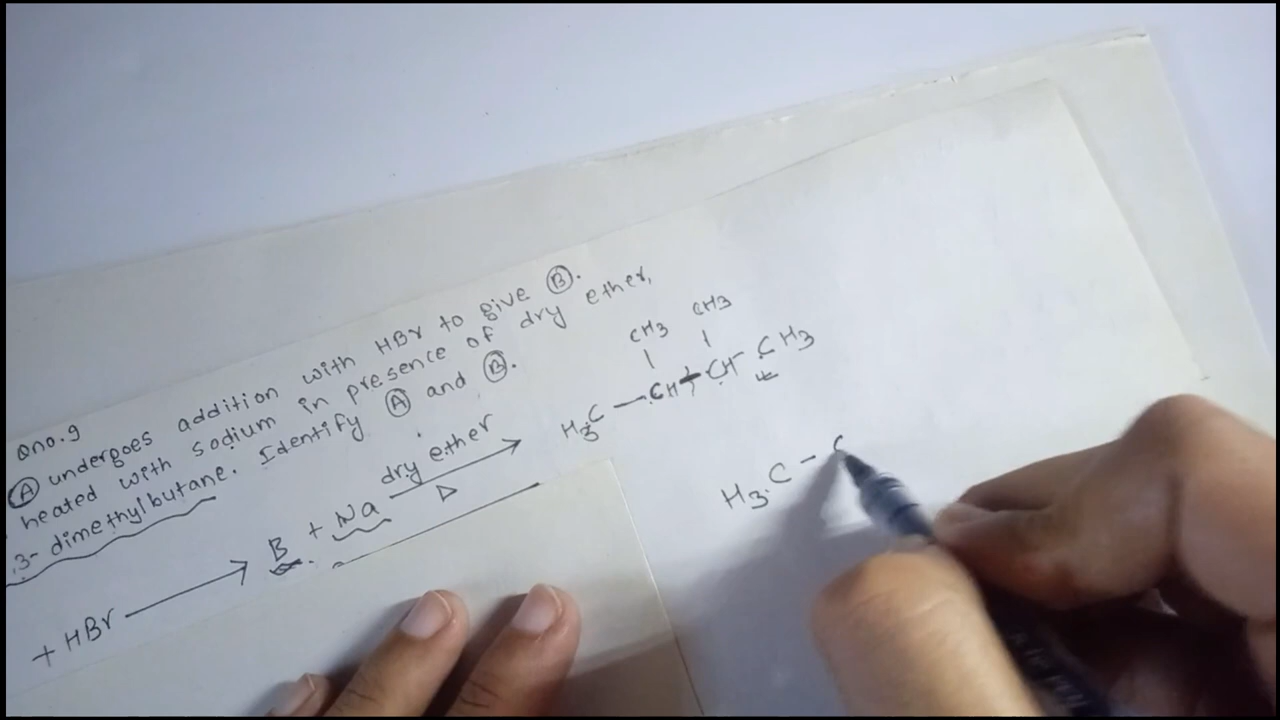 Qno.9
(A) undergoes addition with HBr to give (B).
heated with sodium in presence of dry ether,
,3-dimethylbutane. Identify (A) and (B).
+ HBr ⟶ B + Na dry ether Δ ⟶
CH3 CH3
H3C — CH + CH CH3
H3C – C